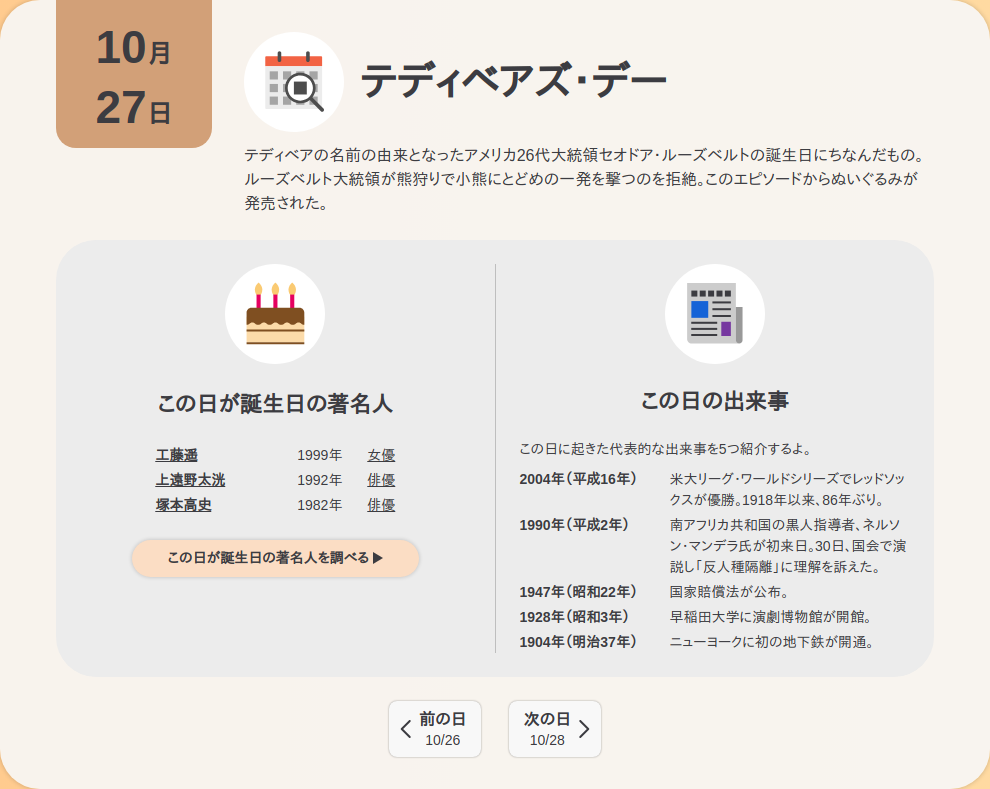 10月
27日
テディベアズ・デー
テディベアの名前の由来となったアメリカ26代大統領セオドア・ルーズベルトの誕生日にちなんだもの。
ルーズベルト大統領が熊狩りで小熊にとどめの一発を撃つのを拒絶。このエピソードからぬいぐるみが
発売された。
この日が誕生日の著名人
工藤遥 1999年 女優
上遠野太洸 1992年 俳優
塚本高史 1982年 俳優
この日が誕生日の著名人を調べる▶
この日の出来事
この日に起きた代表的な出来事を5つ紹介するよ。
2004年（平成16年） 米大リーグ・ワールドシリーズでレッドソッ
クスが優勝。1918年以来、86年ぶり。
1990年（平成2年） 南アフリカ共和国の黒人指導者、ネルソ
ン・マンデラ氏が初来日。30日、国会で演
説し「反人種隔離」に理解を訴えた。
1947年（昭和22年） 国家賠償法が公布。
1928年（昭和3年） 早稲田大学に演劇博物館が開館。
1904年（明治37年） ニューヨークに初の地下鉄が開通。
前の日
10/26
次の日
10/28